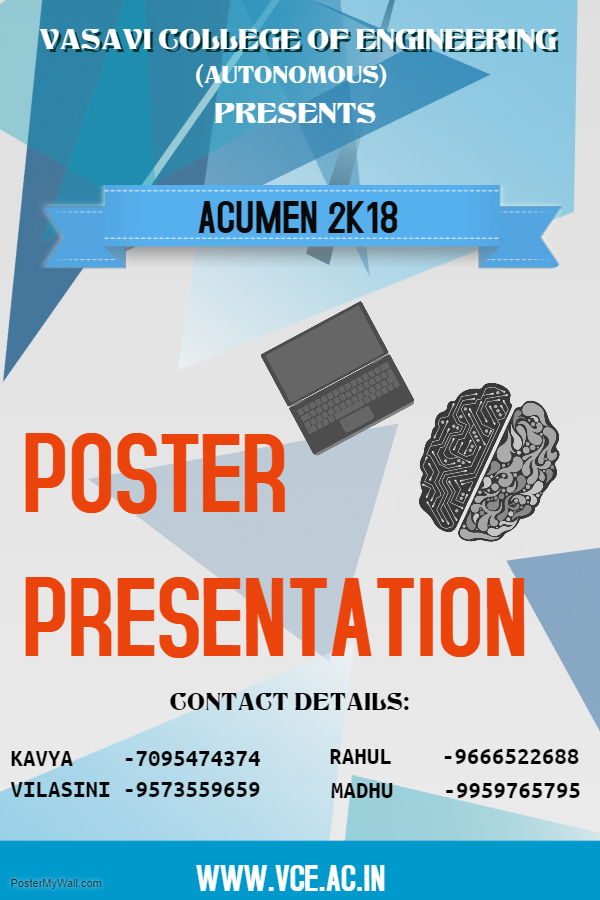 VASAVI COLLEGE OF ENGINEERING
(AUTONOMOUS)
PRESENTS
ACUMEN 2K18
POSTER
PRESENTATION
CONTACT DETAILS:
KAVYA -7095474374 RAHUL -9666522688
VILASINI -9573559659 MADHU -9959765795
WWW.VCE.AC.IN
PosterMyWall.com